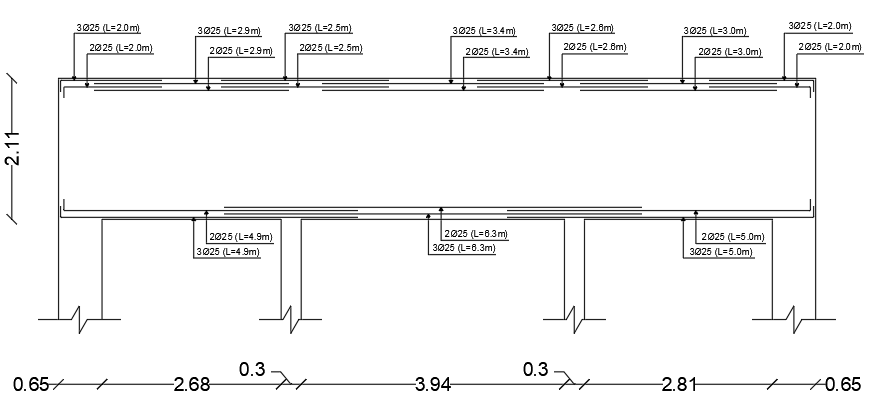 3Ø25 (L=2.0m)
2Ø25 (L=2.0m)
3Ø25 (L=2.9m)
2Ø25 (L=2.9m)
3Ø25 (L=2.5m)
2Ø25 (L=2.5m)
3Ø25 (L=3.4m)
2Ø25 (L=3.4m)
3Ø25 (L=2.6m)
2Ø25 (L=2.6m)
3Ø25 (L=3.0m)
2Ø25 (L=3.0m)
3Ø25 (L=2.0m)
2Ø25 (L=2.0m)
2.11
2Ø25 (L=4.9m)
3Ø25 (L=4.9m)
2Ø25 (L=6.3m)
3Ø25 (L=6.3m)
2Ø25 (L=5.0m)
3Ø25 (L=5.0m)
0.65
2.68
0.3
3.94
0.3
2.81
0.65